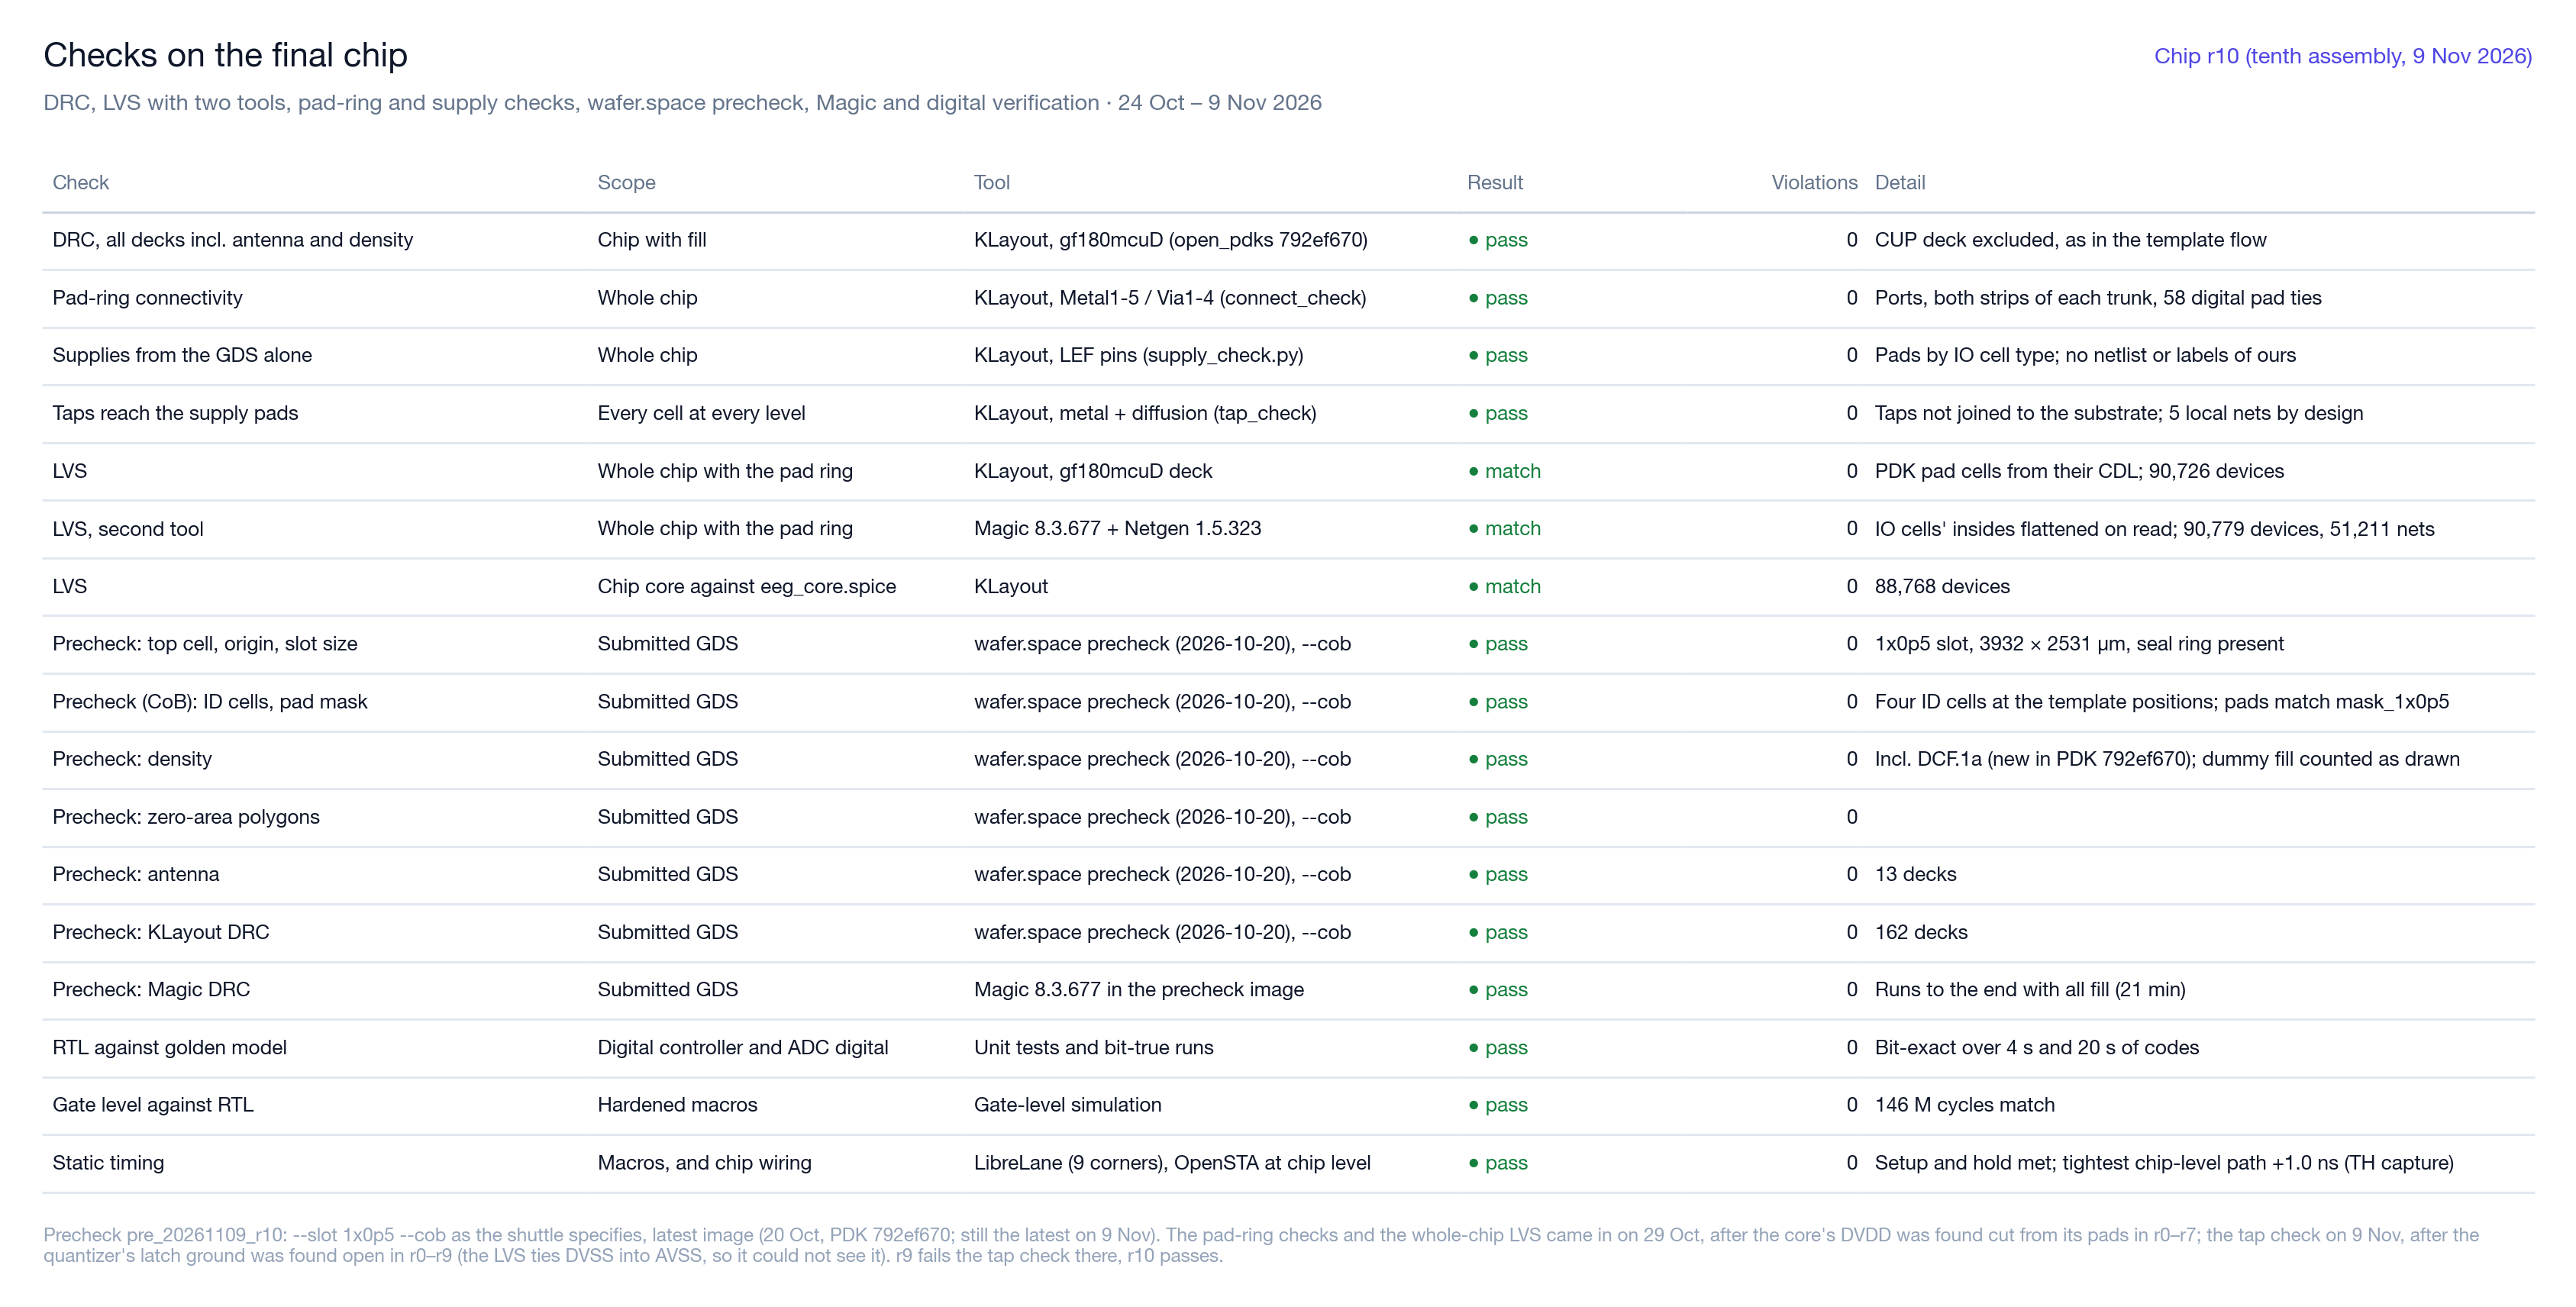 Checks on the final chip
Chip r10 (tenth assembly, 9 Nov 2026)
DRC, LVS with two tools, pad-ring and supply checks, wafer.space precheck, Magic and digital verification · 24 Oct – 9 Nov 2026
Check Scope Tool Result Violations Detail
DRC, all decks incl. antenna and density Chip with fill KLayout, gf180mcuD (open_pdks 792ef670) • pass 0 CUP deck excluded, as in the template flow
Pad-ring connectivity Whole chip KLayout, Metal1-5 / Via1-4 (connect_check) • pass 0 Ports, both strips of each trunk, 58 digital pad ties
Supplies from the GDS alone Whole chip KLayout, LEF pins (supply_check.py) • pass 0 Pads by IO cell type; no netlist or labels of ours
Taps reach the supply pads Every cell at every level KLayout, metal + diffusion (tap_check) • pass 0 Taps not joined to the substrate; 5 local nets by design
LVS Whole chip with the pad ring KLayout, gf180mcuD deck • match 0 PDK pad cells from their CDL; 90,726 devices
LVS, second tool Whole chip with the pad ring Magic 8.3.677 + Netgen 1.5.323 • match 0 IO cells' insides flattened on read; 90,779 devices, 51,211 nets
LVS Chip core against eeg_core.spice KLayout • match 0 88,768 devices
Precheck: top cell, origin, slot size Submitted GDS wafer.space precheck (2026-10-20), --cob • pass 0 1x0p5 slot, 3932 × 2531 µm, seal ring present
Precheck (CoB): ID cells, pad mask Submitted GDS wafer.space precheck (2026-10-20), --cob • pass 0 Four ID cells at the template positions; pads match mask_1x0p5
Precheck: density Submitted GDS wafer.space precheck (2026-10-20), --cob • pass 0 Incl. DCF.1a (new in PDK 792ef670); dummy fill counted as drawn
Precheck: zero-area polygons Submitted GDS wafer.space precheck (2026-10-20), --cob • pass 0
Precheck: antenna Submitted GDS wafer.space precheck (2026-10-20), --cob • pass 0 13 decks
Precheck: KLayout DRC Submitted GDS wafer.space precheck (2026-10-20), --cob • pass 0 162 decks
Precheck: Magic DRC Submitted GDS Magic 8.3.677 in the precheck image • pass 0 Runs to the end with all fill (21 min)
RTL against golden model Digital controller and ADC digital Unit tests and bit-true runs • pass 0 Bit-exact over 4 s and 20 s of codes
Gate level against RTL Hardened macros Gate-level simulation • pass 0 146 M cycles match
Static timing Macros, and chip wiring LibreLane (9 corners), OpenSTA at chip level • pass 0 Setup and hold met; tightest chip-level path +1.0 ns (TH capture)
Precheck pre_20261109_r10: --slot 1x0p5 --cob as the shuttle specifies, latest image (20 Oct, PDK 792ef670; still the latest on 9 Nov). The pad-ring checks and the whole-chip LVS came in on 29 Oct, after the core's DVDD was found cut from its pads in r0–r7; the tap check on 9 Nov, after the
quantizer's latch ground was found open in r0–r9 (the LVS ties DVSS into AVSS, so it could not see it). r9 fails the tap check there, r10 passes.